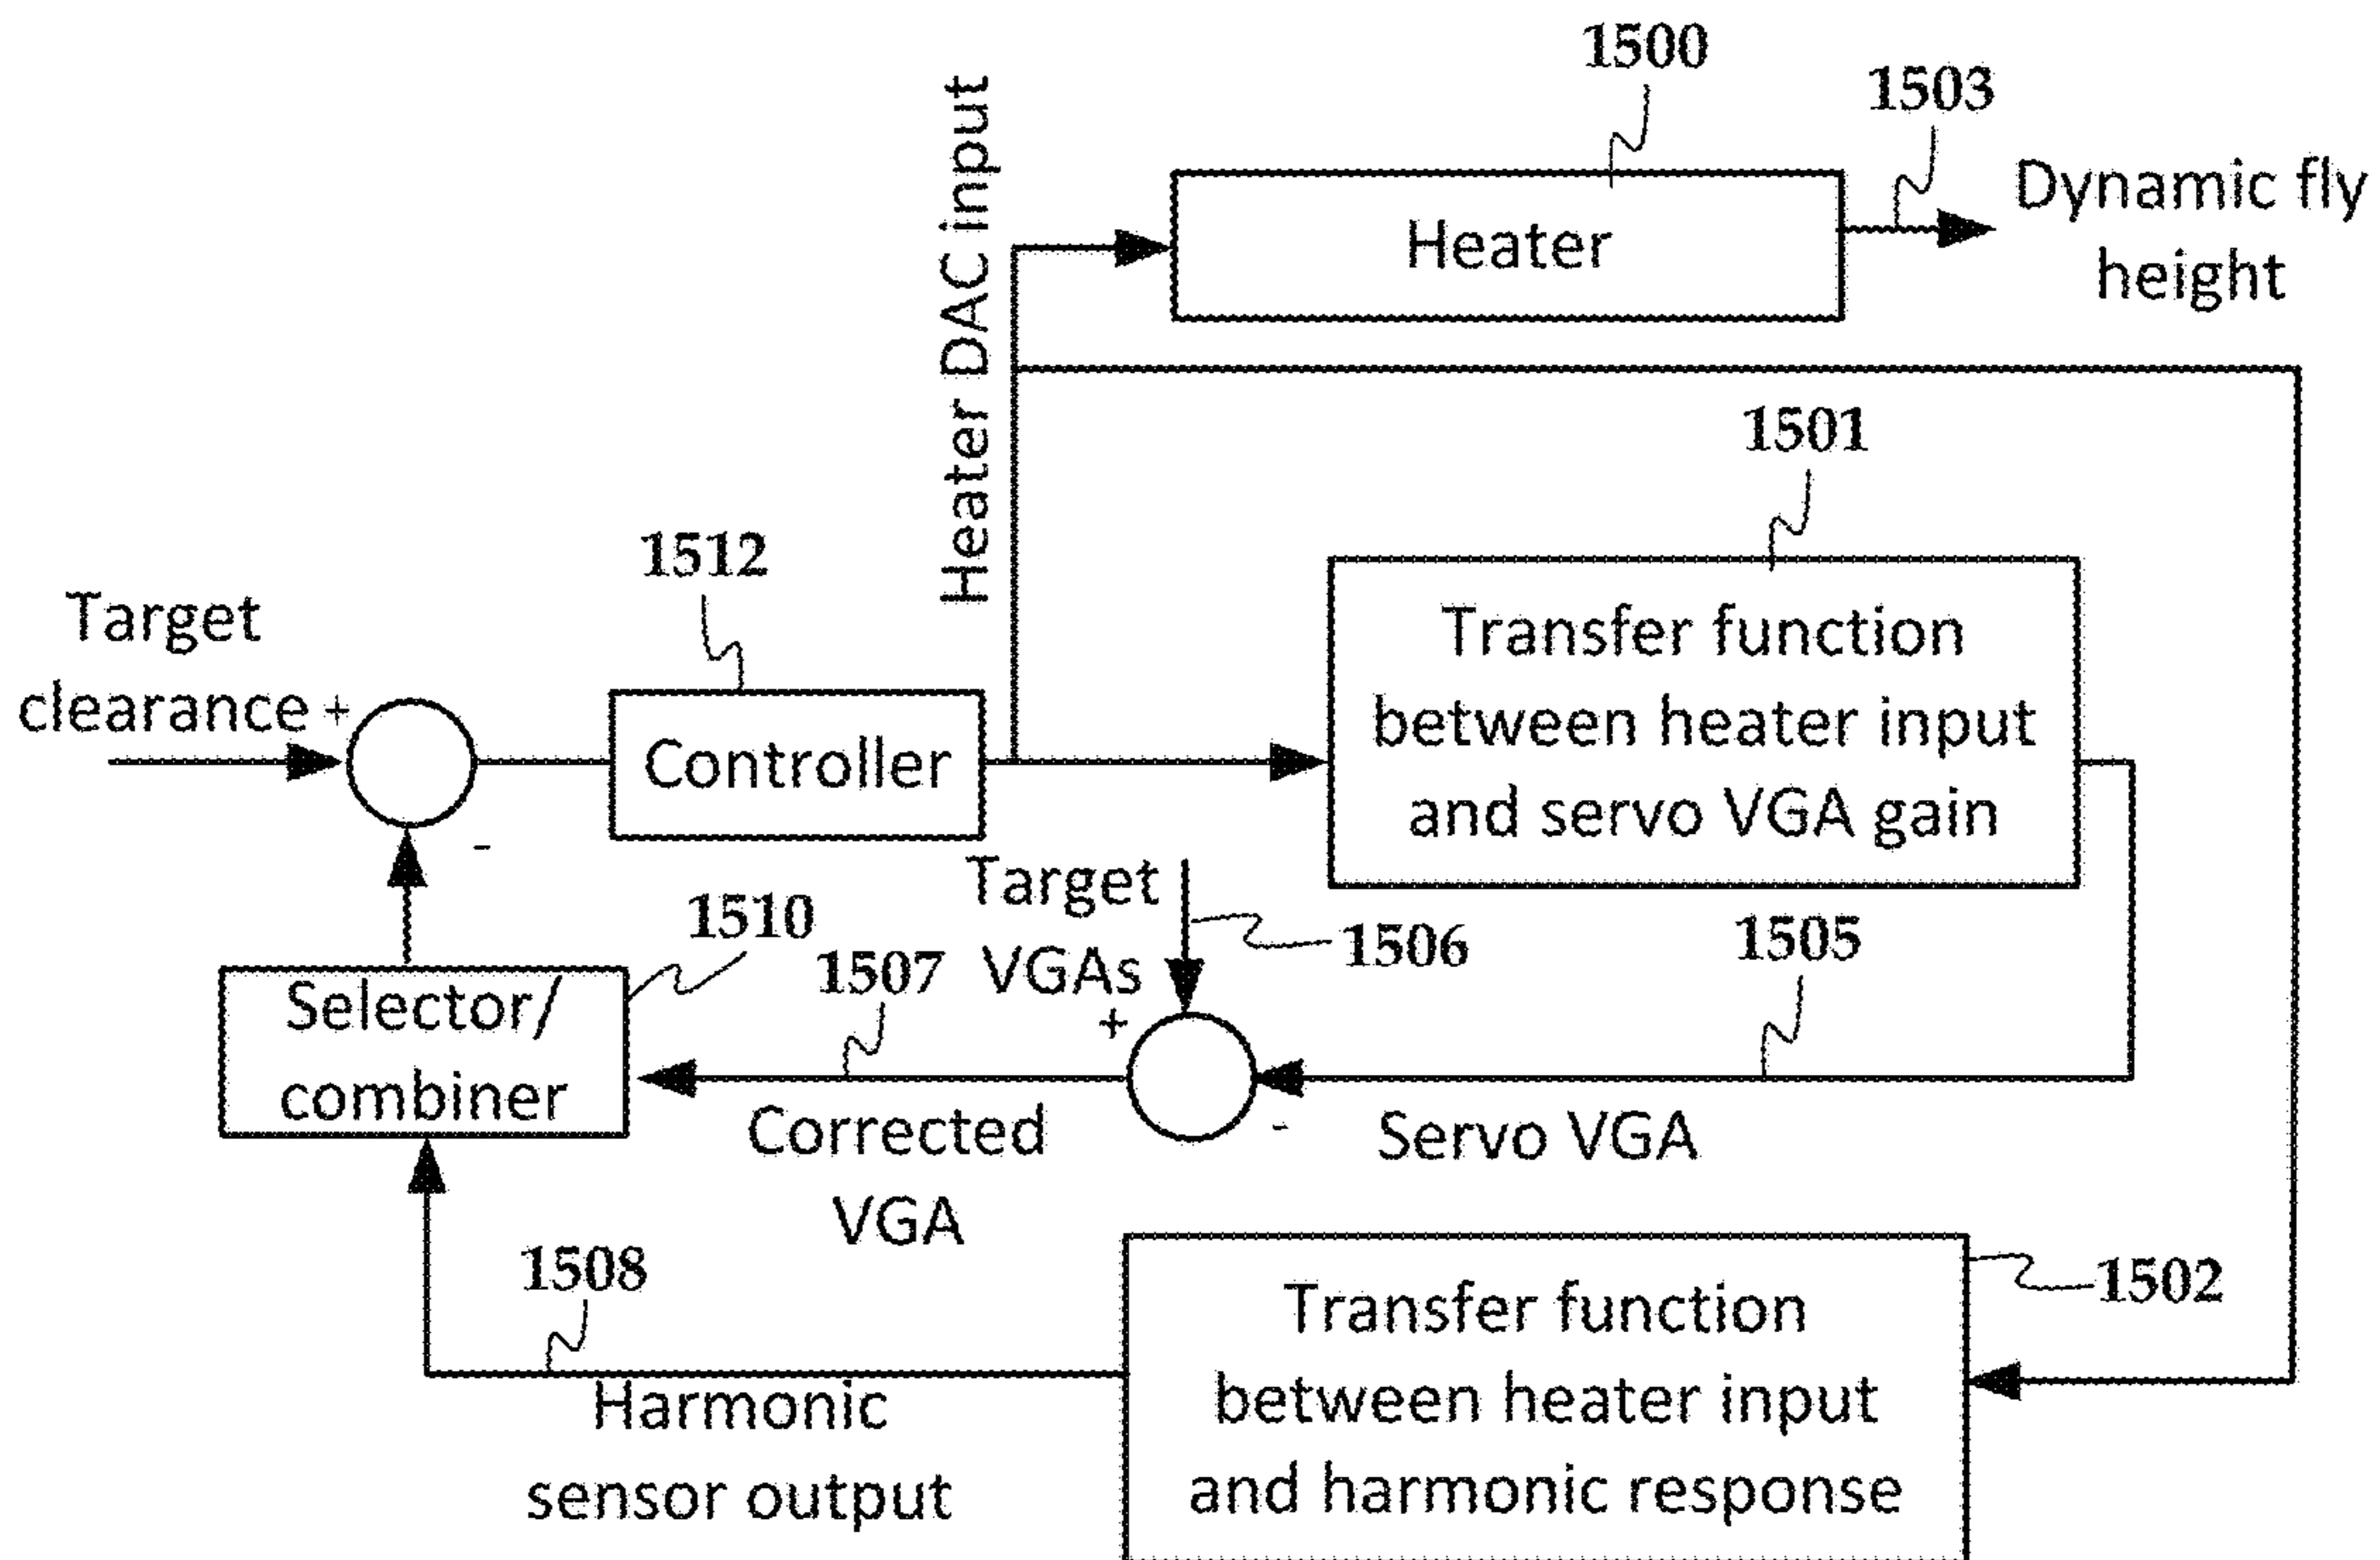 1500
1503
Dynamic fly
height
Heater
Heater DAC input
1501
Transfer function
between heater input
and servo VGA gain
1512
Target
clearance +
-
Controller
Target
VGAs
+
1506
1505
1510
1507
Selector/
combiner
Corrected
VGA
-
Servo VGA
1508
Harmonic
sensor output
1502
Transfer function
between heater input
and harmonic response